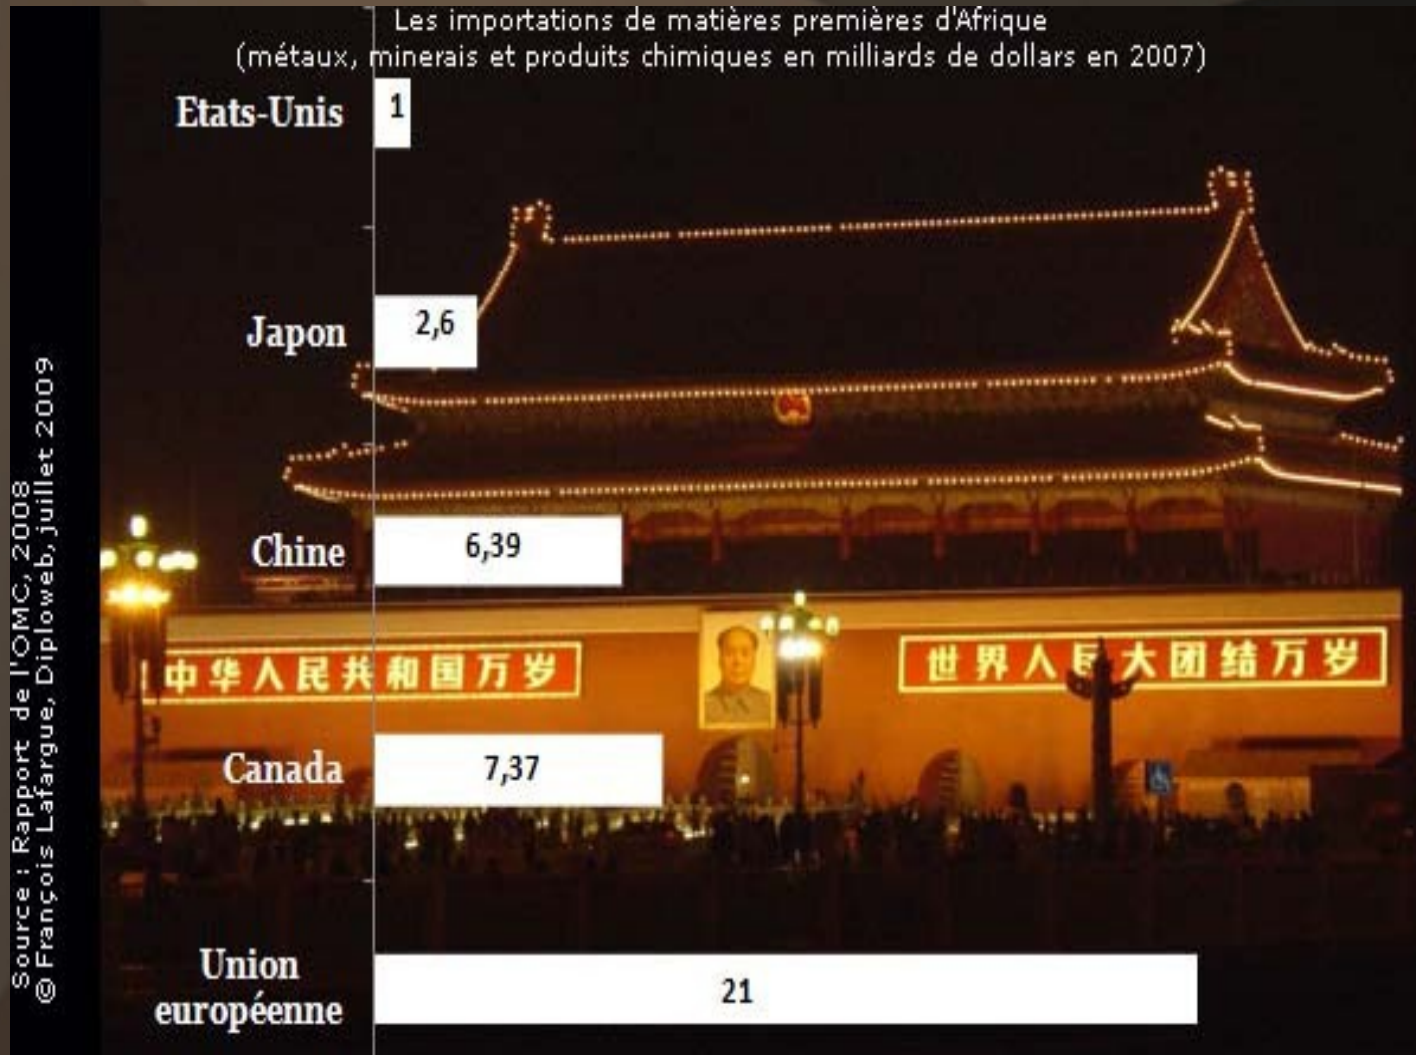 Les importations de matières premières d'Afrique
(métaux, minerais et produits chimiques en milliards de dollars en 2007)
Etats-Unis
1
Japon
2,6
Chine
6,39
中华人民共和国万岁
世界人民大团结万岁
Canada
7,37
Union
européenne
21
Source : Rapport de l'OMC, 2008
© François Lafargue, Diploweb, juillet 2009